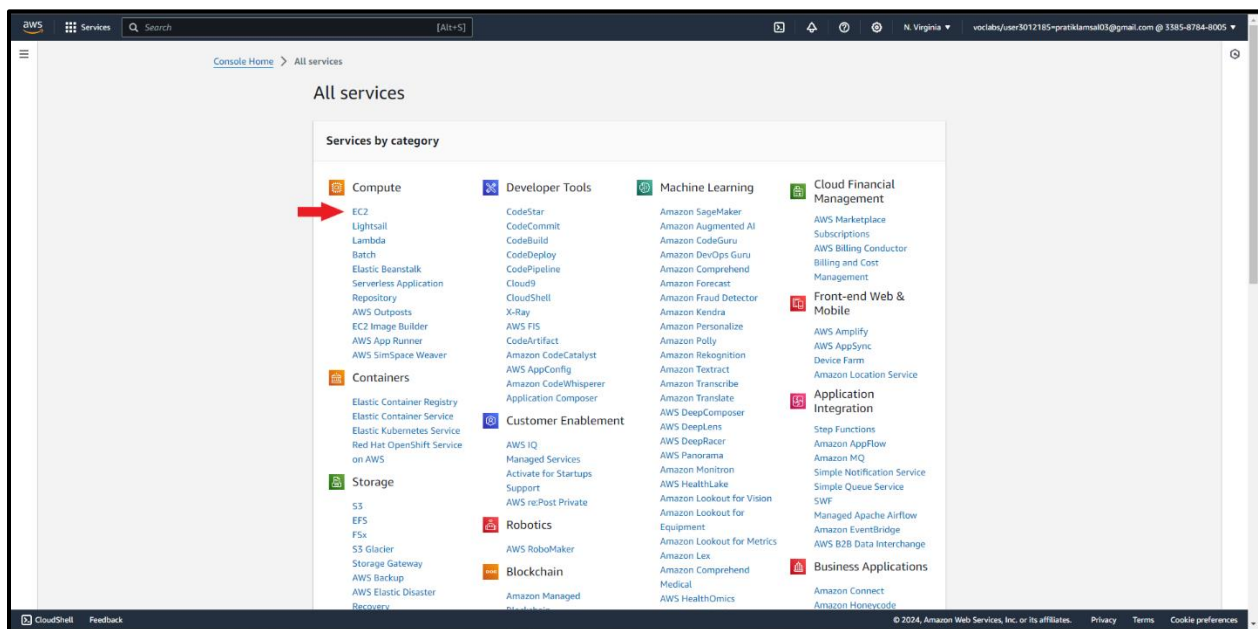 aws
Services
Search
[Alt+S]
N. Virginia
voclabs/user3012185=pratiklamsal03@gmail.com @ 3385-8784-8005
Console Home > All services
All services
Services by category
Compute
EC2
Lightsail
Lambda
Batch
Elastic Beanstalk
Serverless Application
Repository
AWS Outposts
EC2 Image Builder
AWS App Runner
AWS SimSpace Weaver
Containers
Elastic Container Registry
Elastic Container Service
Elastic Kubernetes Service
Red Hat OpenShift Service
on AWS
Storage
S3
EFS
FSx
S3 Glacier
Storage Gateway
AWS Backup
AWS Elastic Disaster
Recovery
Developer Tools
CodeStar
CodeCommit
CodeBuild
CodeDeploy
CodePipeline
Cloud9
CloudShell
X-Ray
AWS FIS
CodeArtifact
Amazon CodeCatalyst
AWS AppConfig
Amazon CodeWhisperer
Application Composer
Customer Enablement
AWS IQ
Managed Services
Activate for Startups
Support
AWS re:Post Private
Robotics
AWS RoboMaker
Blockchain
Amazon Managed
Blockchain
Machine Learning
Amazon SageMaker
Amazon Augmented AI
Amazon CodeGuru
Amazon DevOps Guru
Amazon Comprehend
Amazon Forecast
Amazon Fraud Detector
Amazon Kendra
Amazon Personalize
Amazon Polly
Amazon Rekognition
Amazon Textract
Amazon Transcribe
Amazon Translate
AWS DeepComposer
AWS DeepLens
AWS DeepRacer
AWS Panorama
Amazon Monitron
AWS HealthLake
Amazon Lookout for Vision
Amazon Lookout for
Equipment
Amazon Lookout for Metrics
Amazon Lex
Amazon Comprehend
Medical
AWS HealthOmics
Cloud Financial
Management
AWS Marketplace
Subscriptions
AWS Billing Conductor
Billing and Cost
Management
Front-end Web &
Mobile
AWS Amplify
AWS AppSync
Device Farm
Amazon Location Service
Application
Integration
Step Functions
Amazon AppFlow
Amazon MQ
Simple Notification Service
Simple Queue Service
SWF
Managed Apache Airflow
Amazon EventBridge
AWS B2B Data Interchange
Business Applications
Amazon Connect
Amazon Honeycode
CloudShell
Feedback
© 2024, Amazon Web Services, Inc. or its affiliates.
Privacy
Terms
Cookie preferences